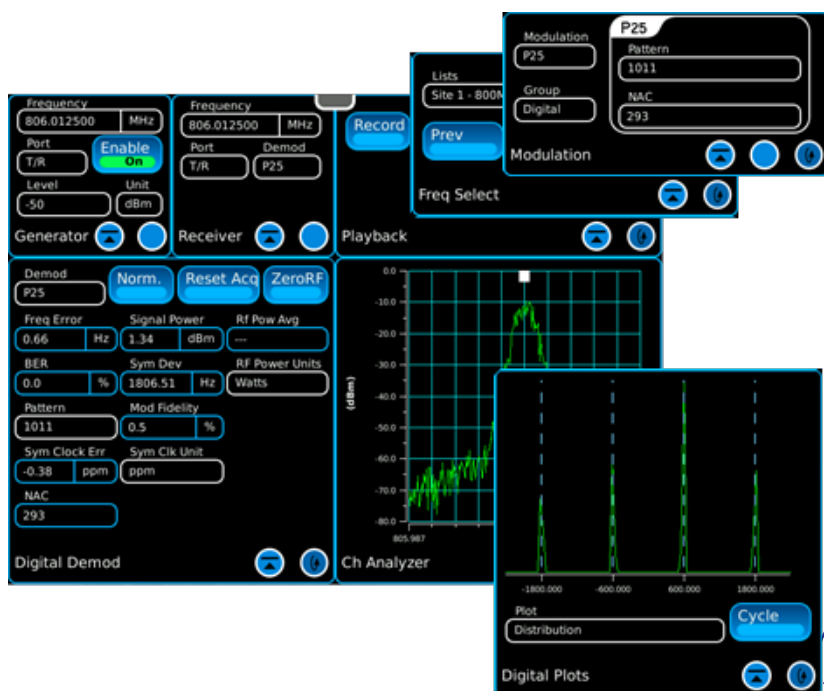 P25
Modulation
P25
Pattern
1011
Group
Digital
NAC
293
Modulation
Lists
Site 1 - 800M
Prev
Freq Select
Frequency
806.012500 MHz
Port
T/R
Enable
On
Level
-50
Unit
dBm
Generator
Frequency
806.012500 MHz
Port
T/R
Demod
P25
Receiver
Record
Playback
Demod
P25
Norm.
Reset Acq
ZeroRF
Freq Error
0.66 Hz
Signal Power
1.34 dBm
Rf Pow Avg
---
BER
0.0 %
Sym Dev
1806.51 Hz
RF Power Units
Watts
Pattern
1011
Mod Fidelity
0.5 %
Sym Clock Err
-0.38 ppm
Sym Clk Unit
ppm
NAC
293
Digital Demod
(dBm)
0.0
-10.0
-20.0
-30.0
-40.0
-50.0
-60.0
-70.0
-80.0
805.987
Ch Analyzer
-1800.000 -600.000 600.000 1800.000
Plot
Distribution
Cycle
Digital Plots